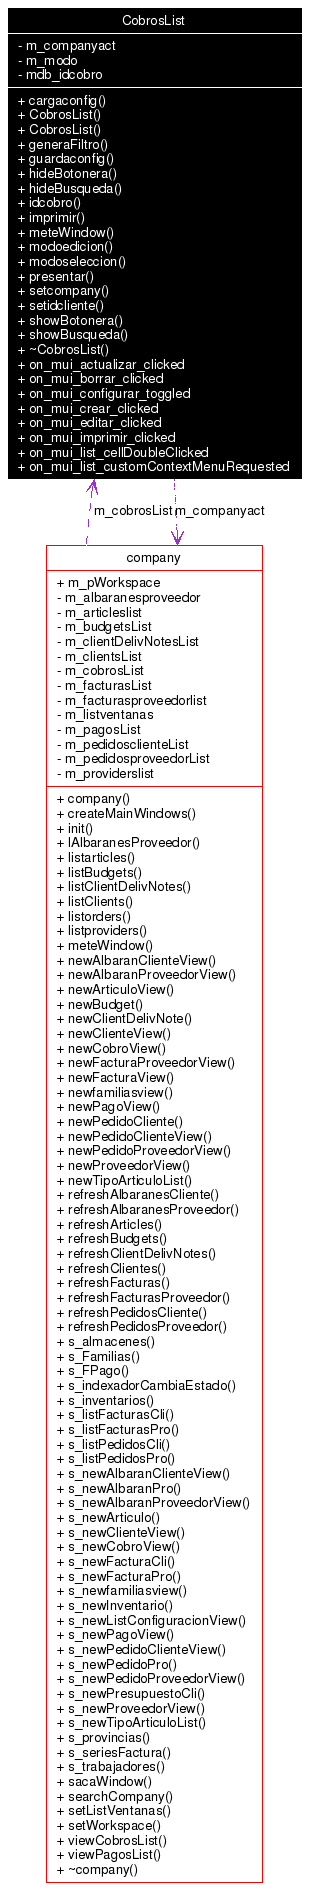 CobrosList
- m_companyact
- m_modo
- mdb_idcobro
+ cargaconfig()
+ CobrosList()
+ CobrosList()
+ generaFiltro()
+ guardaconfig()
+ hideBotonera()
+ hideBusqueda()
+ idcobro()
+ imprimir()
+ meteWindow()
+ modoedicion()
+ modoseleccion()
+ presentar()
+ setcompany()
+ setidcliente()
+ showBotonera()
+ showBusqueda()
+ ~CobrosList()
+ on_mui_actualizar_clicked
+ on_mui_borrar_clicked
+ on_mui_configurar_toggled
+ on_mui_crear_clicked
+ on_mui_editar_clicked
+ on_mui_imprimir_clicked
+ on_mui_list_cellDoubleClicked
+ on_mui_list_customContextMenuRequested
m_cobrosList
m_companyact
company
+ m_pWorkspace
- m_albaranesproveedor
- m_articleslist
- m_budgetsList
- m_clientDelivNotesList
- m_clientsList
- m_cobrosList
- m_facturasList
- m_facturasproveedorlist
- m_listventanas
- m_pagosList
- m_pedidosclienteList
- m_pedidosproveedorList
- m_providerslist
+ company()
+ createMainWindows()
+ init()
+ lAlbaranesProveedor()
+ listarticles()
+ listBudgets()
+ listClientDelivNotes()
+ listClients()
+ listorders()
+ listproviders()
+ meteWindow()
+ newAlbaranClienteView()
+ newAlbaranProveedorView()
+ newArticuloView()
+ newBudget()
+ newClientDelivNote()
+ newClienteView()
+ newCobroView()
+ newFacturaProveedorView()
+ newFacturaView()
+ newfamiliasview()
+ newPagoView()
+ newPedidoCliente()
+ newPedidoClienteView()
+ newPedidoProveedorView()
+ newProveedorView()
+ newTipoArticuloList()
+ refreshAlbaranesCliente()
+ refreshAlbaranesProveedor()
+ refreshArticles()
+ refreshBudgets()
+ refreshClientDelivNotes()
+ refreshClientes()
+ refreshFacturas()
+ refreshFacturasProveedor()
+ refreshPedidosCliente()
+ refreshPedidosProveedor()
+ s_almacenes()
+ s_Familias()
+ s_FPago()
+ s_indexadorCambiaEstado()
+ s_inventarios()
+ s_listFacturasCli()
+ s_listFacturasPro()
+ s_listPedidosCli()
+ s_listPedidosPro()
+ s_newAlbaranClienteView()
+ s_newAlbaranPro()
+ s_newAlbaranProveedorView()
+ s_newArticulo()
+ s_newClienteView()
+ s_newCobroView()
+ s_newFacturaCli()
+ s_newFacturaPro()
+ s_newfamiliasview()
+ s_newInventario()
+ s_newListConfiguracionView()
+ s_newPagoView()
+ s_newPedidoClienteView()
+ s_newPedidoPro()
+ s_newPedidoProveedorView()
+ s_newPresupuestoCli()
+ s_newProveedorView()
+ s_newTipoArticuloList()
+ s_provincias()
+ s_seriesFactura()
+ s_trabajadores()
+ sacaWindow()
+ searchCompany()
+ setListVentanas()
+ setWorkspace()
+ viewCobrosList()
+ viewPagosList()
+ ~company()